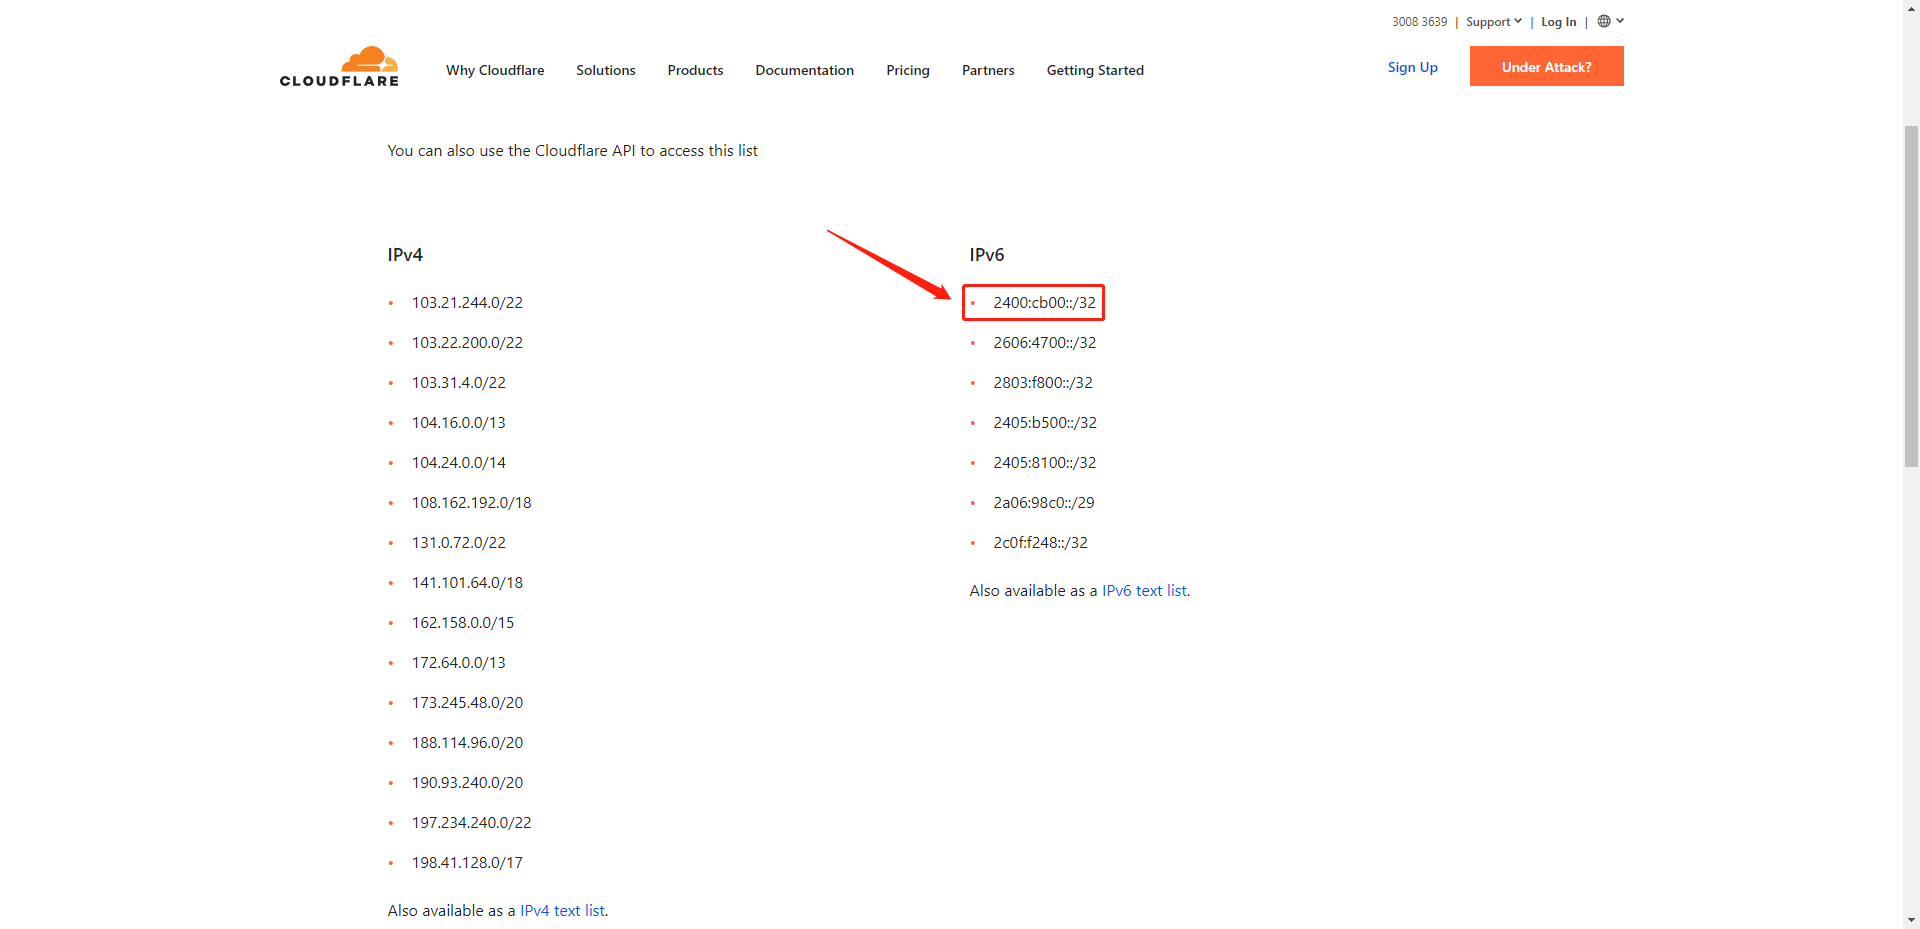 3008 3639 | Support | Log In |
CLOUDFLARE
Why Cloudflare Solutions Products Documentation Pricing Partners Getting Started Sign Up Under Attack?
You can also use the Cloudflare API to access this list
IPv4
• 103.21.244.0/22
• 103.22.200.0/22
• 103.31.4.0/22
• 104.16.0.0/13
• 104.24.0.0/14
• 108.162.192.0/18
• 131.0.72.0/22
• 141.101.64.0/18
• 162.158.0.0/15
• 172.64.0.0/13
• 173.245.48.0/20
• 188.114.96.0/20
• 190.93.240.0/20
• 197.234.240.0/22
• 198.41.128.0/17
Also available as a IPv4 text list.
IPv6
• 2400:cb00::/32
• 2606:4700::/32
• 2803:f800::/32
• 2405:b500::/32
• 2405:8100::/32
• 2a06:98c0::/29
• 2c0f:f248::/32
Also available as a IPv6 text list.